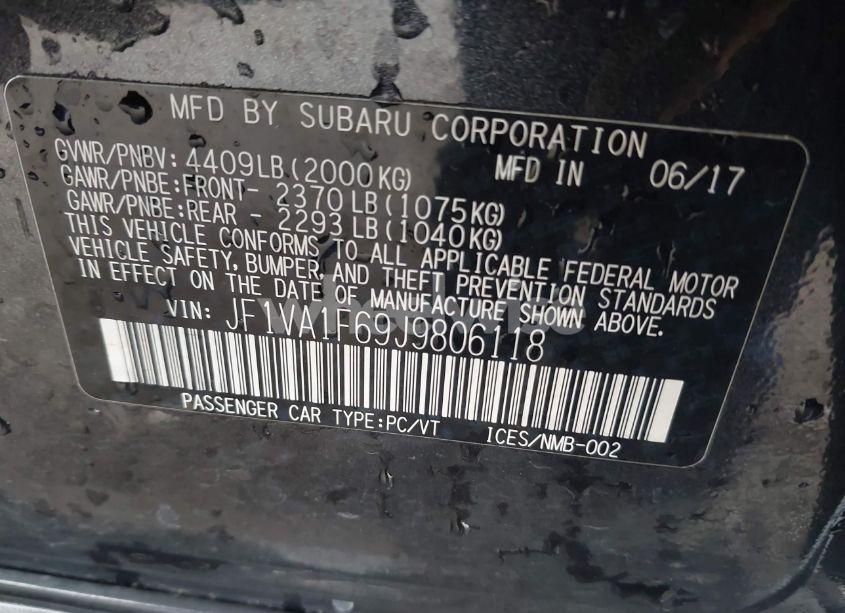 MFD BY SUBARU CORPORATION
GVWR/PNBV: 4409LB(2000KG) MFD IN 06/17
GAWR/PNBE:FRONT- 2370LB(1075KG)
GAWR/PNBE:REAR - 2293LB(1040KG)
THIS VEHICLE CONFORMS TO ALL APPLICABLE FEDERAL MOTOR
VEHICLE SAFETY, BUMPER, AND THEFT PREVENTION STANDARDS
IN EFFECT ON THE DATE OF MANUFACTURE SHOWN ABOVE.
VIN: JF1VA1F69J9806118
PASSENGER CAR TYPE:PC/VT ICES/NMB-002